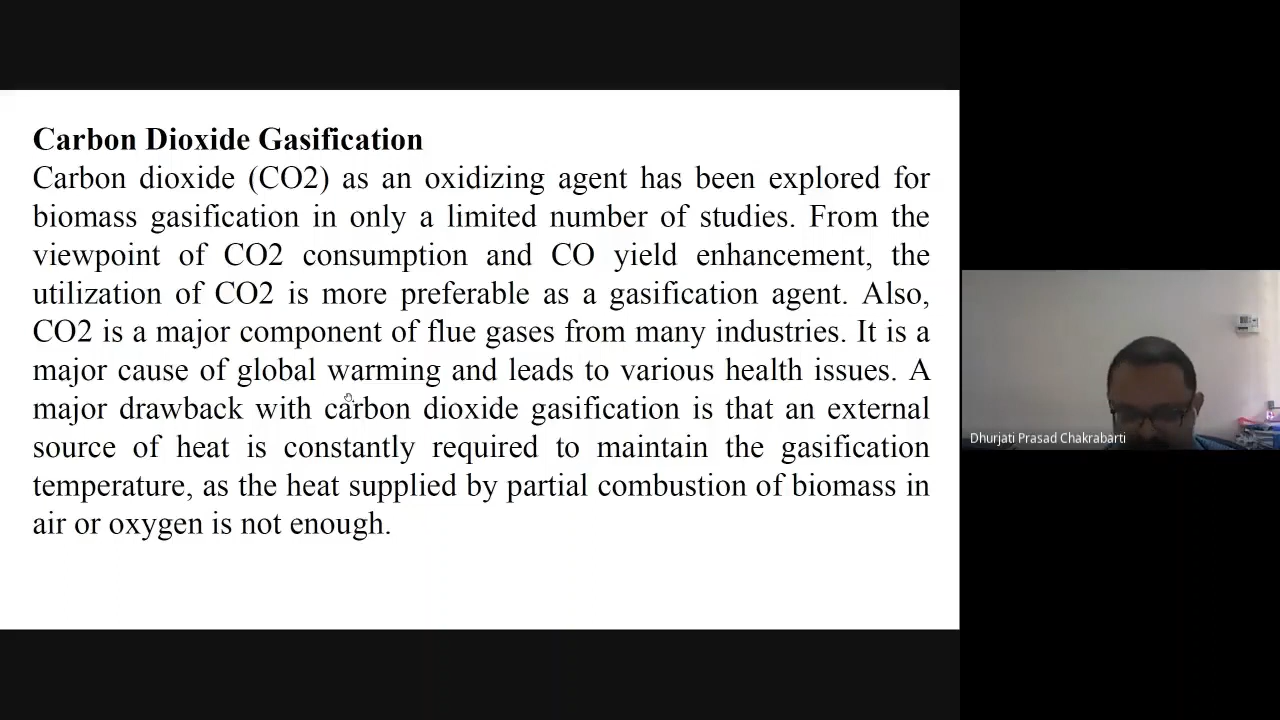 Carbon Dioxide Gasification
Carbon dioxide (CO2) as an oxidizing agent has been explored for
biomass gasification in only a limited number of studies. From the
viewpoint of CO2 consumption and CO yield enhancement, the
utilization of CO2 is more preferable as a gasification agent. Also,
CO2 is a major component of flue gases from many industries. It is a
major cause of global warming and leads to various health issues. A
major drawback with carbon dioxide gasification is that an external
source of heat is constantly required to maintain the gasification
temperature, as the heat supplied by partial combustion of biomass in
air or oxygen is not enough.
Dhurjati Prasad Chakrabarti